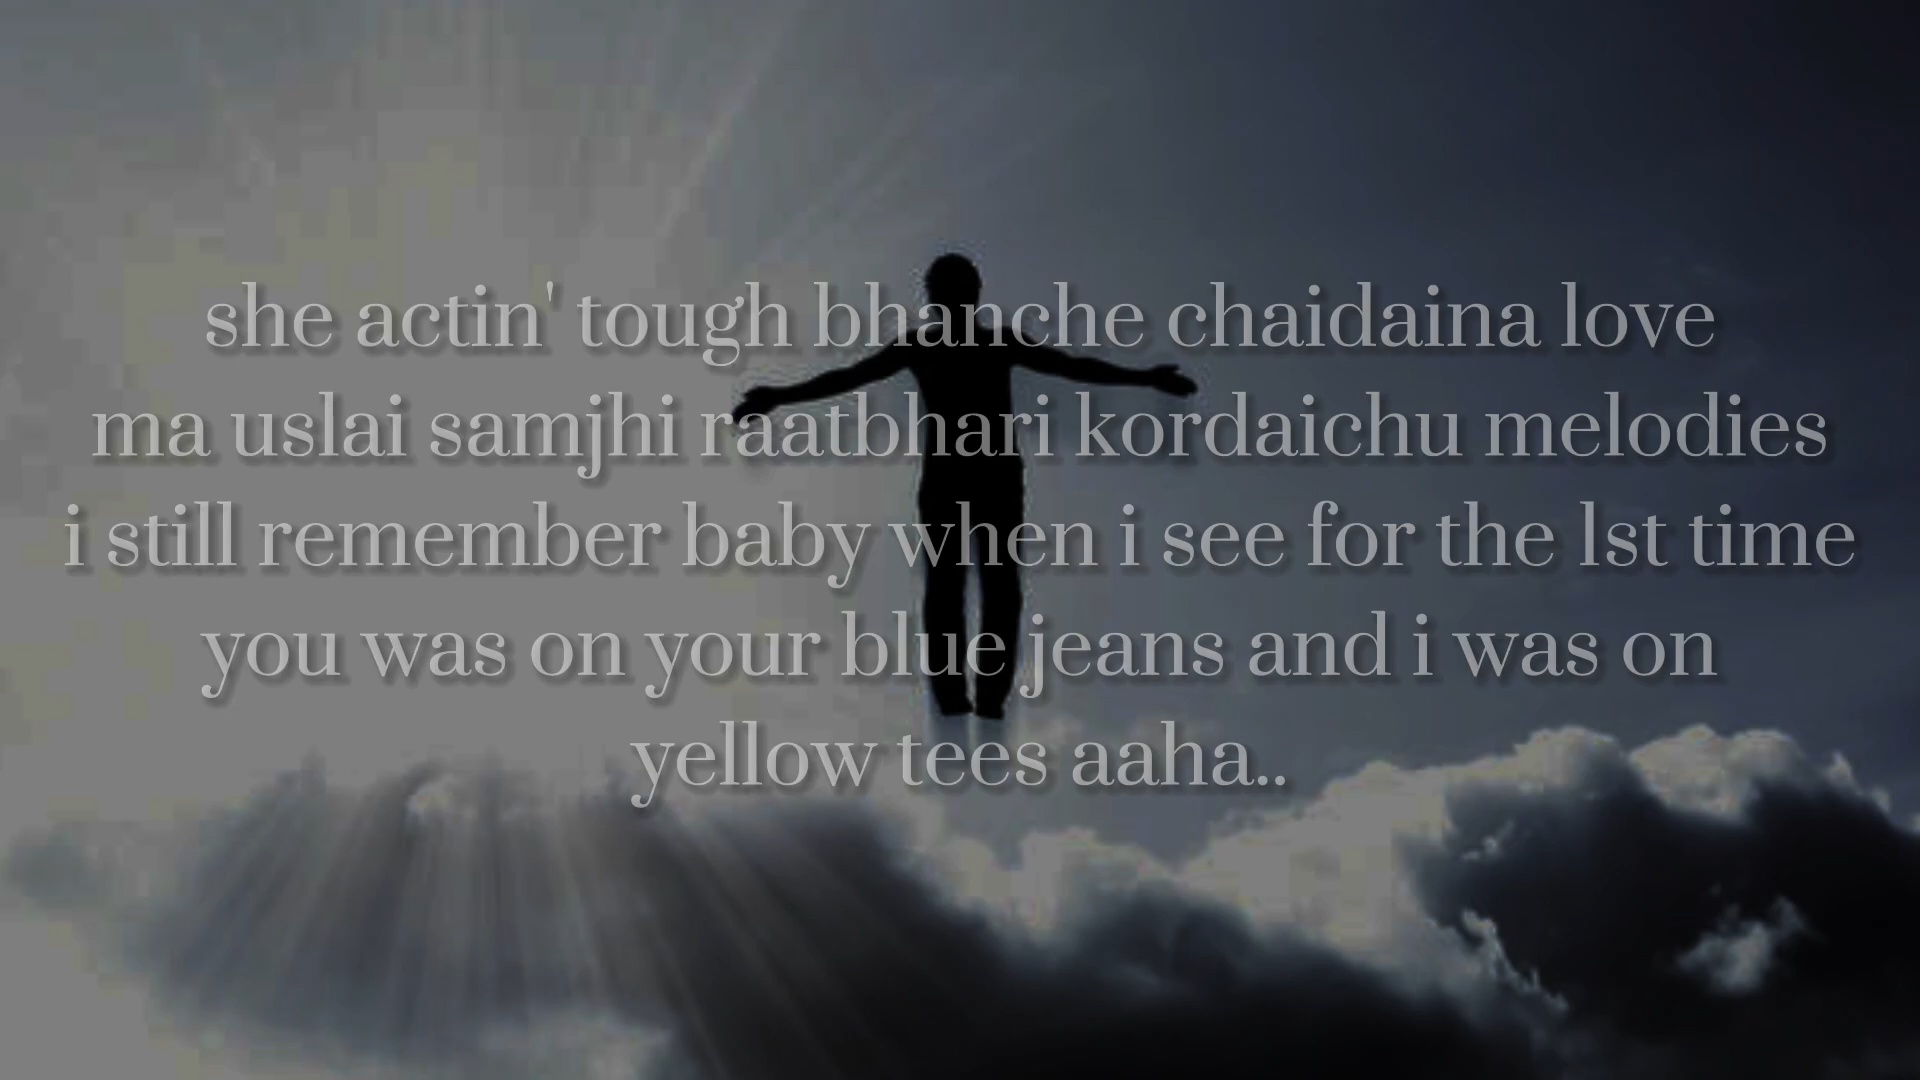 she actin' tough bhanche chaidaina love
ma uslai samjhi raatbhari kordaichu melodies
i still remember baby when i see for the 1st time
you was on your blue jeans and i was on
yellow tees aaha..